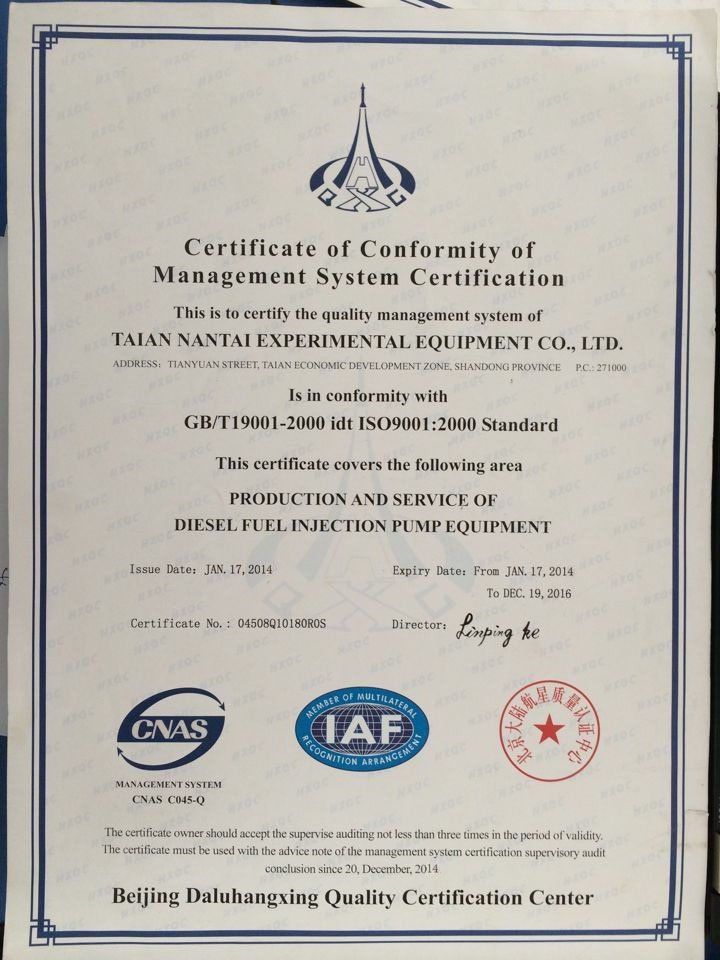 HXQC
Certificate of Conformity of
Management System Certification
This is to certify the quality management system of
TAIAN NANTAI EXPERIMENTAL EQUIPMENT CO., LTD.
ADDRESS: TIANYUAN STREET, TAIAN ECONOMIC DEVELOPMENT ZONE, SHANDONG PROVINCE P.C.: 271000
Is in conformity with
GB/T19001-2000 idt ISO9001:2000 Standard
This certificate covers the following area
PRODUCTION AND SERVICE OF
DIESEL FUEL INJECTION PUMP EQUIPMENT
Issue Date: JAN. 17, 2014 Expiry Date: From JAN. 17, 2014
To DEC. 19, 2016
Certificate No.: 04508Q10180R0S Director: Linping he
CNAS
MANAGEMENT SYSTEM
CNAS C045-Q
MEMBER OF MULTILATERAL
IAF
RECOGNITION ARRANGEMENT
北京大陆航星质量认证中心
The certificate owner should accept the supervise auditing not less than three times in the period of validity.
The certificate must be used with the advice note of the management system certification supervisory audit
conclusion since 20, December, 2014
Beijing Daluhangxing Quality Certification Center